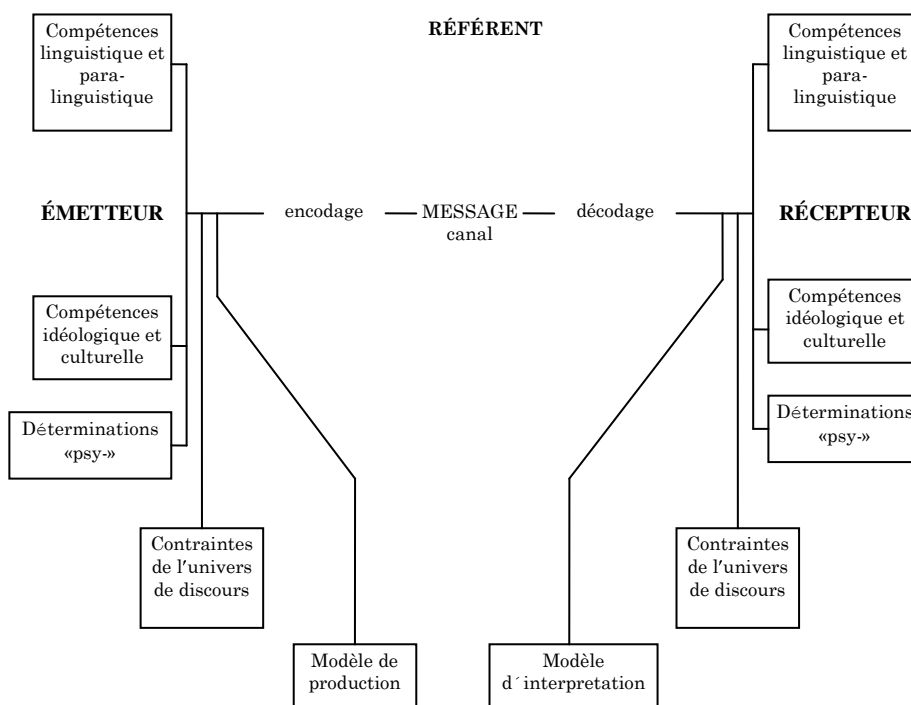 Compétences
linguistique et
para-
linguistique
RÉFÉRENT
Compétences
linguistique et
para-
linguistique
ÉMETTEUR
encodage
MESSAGE
canal
décodage
RÉCEPTEUR
Compétences
idéologique et
culturelle
Compétences
idéologique et
culturelle
Déterminations
«psy-»
Déterminations
«psy-»
Contraintes
de l'univers
de discours
Contraintes
de l'univers
de discours
Modèle de
production
Modèle
d´interpretation